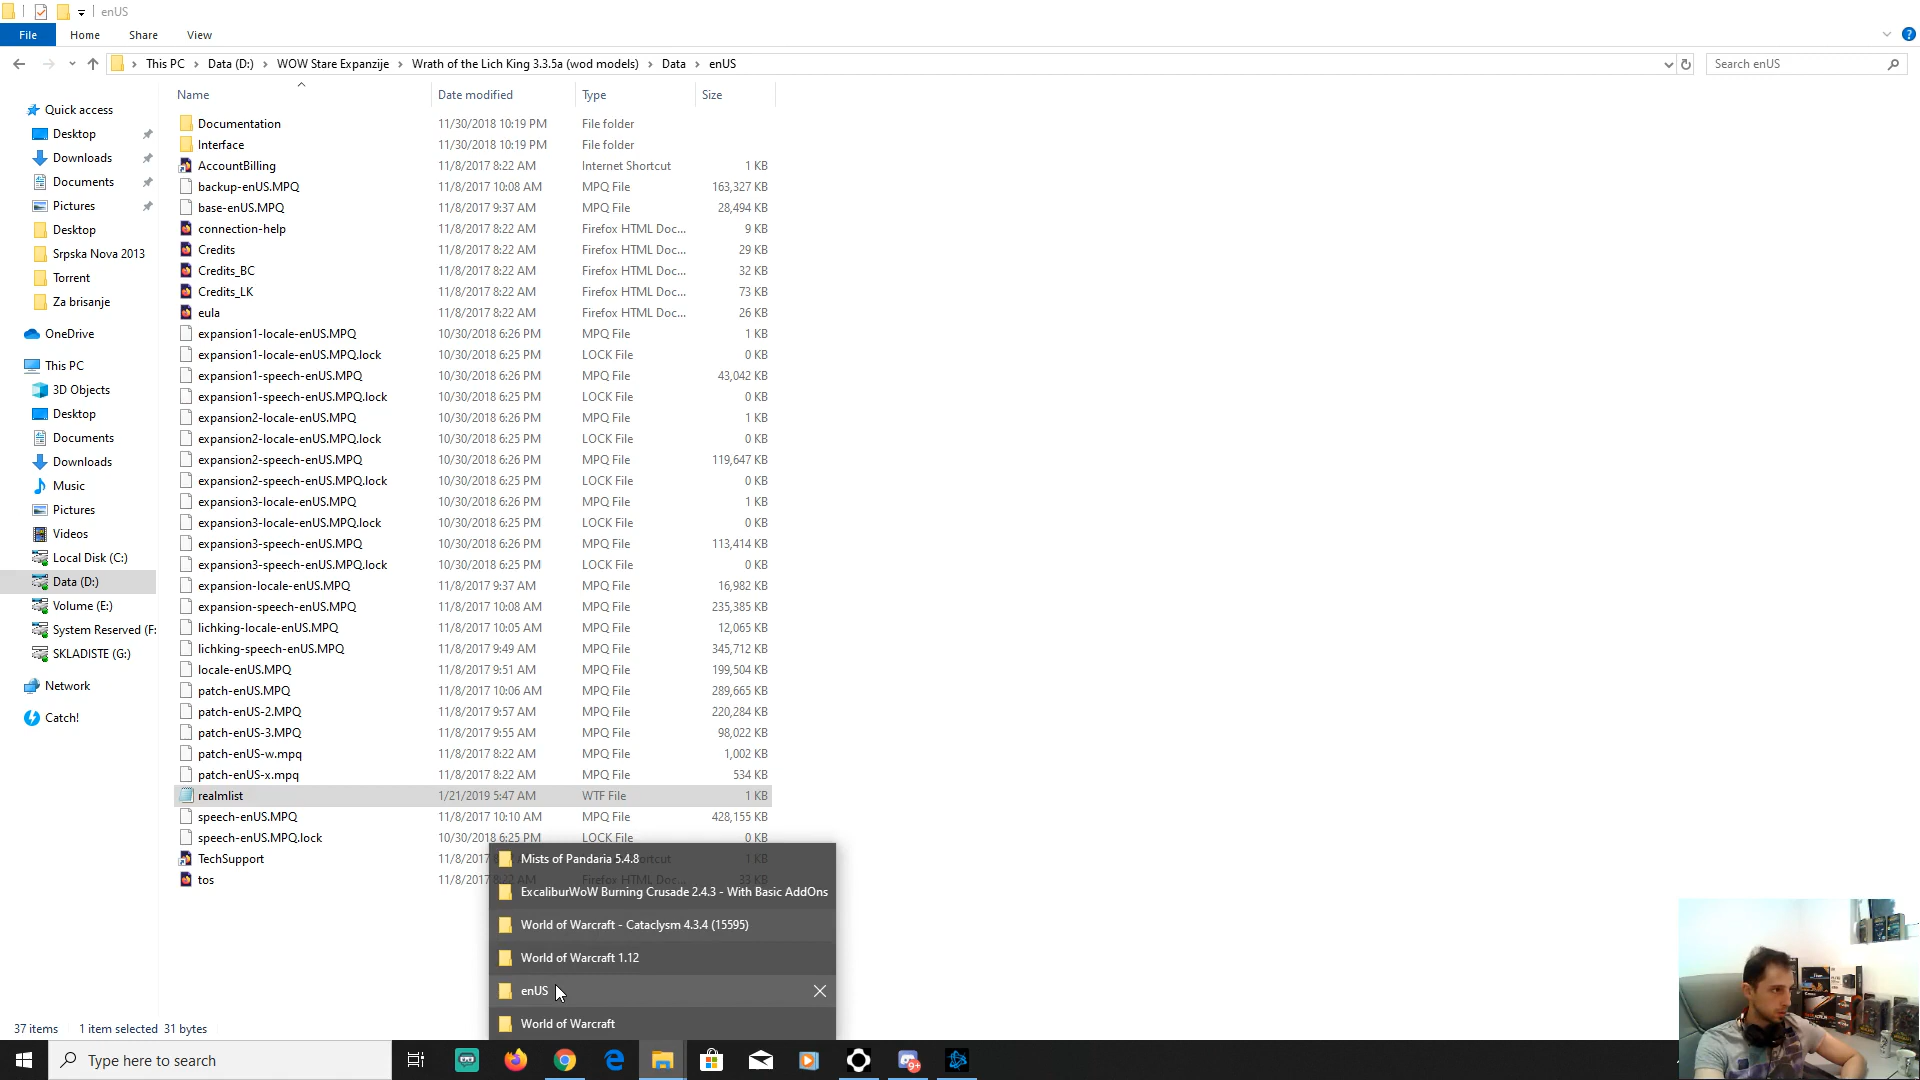 enUS
File Home Share View
This PC Data (D:) WOW Stare Expanzije Wrath of the Lich King 3.3.5a (wod models) Data enUS
Search enUS
Name Date modified Type Size
Quick access
Desktop
Downloads
Documents
Pictures
Desktop
Srpska Nova 2013
Torrent
Za brisanje
OneDrive
This PC
3D Objects
Desktop
Documents
Downloads
Music
Pictures
Videos
Local Disk (C:)
Data (D:)
Volume (E:)
System Reserved (F:
SKLADISTE (G:)
Network
Catch!
Documentation 11/30/2018 10:19 PM File folder
Interface 11/30/2018 10:19 PM File folder
AccountBilling 11/8/2017 8:22 AM Internet Shortcut 1 KB
backup-enUS.MPQ 11/8/2017 10:08 AM MPQ File 163,327 KB
base-enUS.MPQ 11/8/2017 9:37 AM MPQ File 28,494 KB
connection-help 11/8/2017 8:22 AM Firefox HTML Doc... 9 KB
Credits 11/8/2017 8:22 AM Firefox HTML Doc... 29 KB
Credits_BC 11/8/2017 8:22 AM Firefox HTML Doc... 32 KB
Credits_LK 11/8/2017 8:22 AM Firefox HTML Doc... 73 KB
eula 11/8/2017 8:22 AM Firefox HTML Doc... 26 KB
expansion1-locale-enUS.MPQ 10/30/2018 6:26 PM MPQ File 1 KB
expansion1-locale-enUS.MPQ.lock 10/30/2018 6:25 PM LOCK File 0 KB
expansion1-speech-enUS.MPQ 10/30/2018 6:26 PM MPQ File 43,042 KB
expansion1-speech-enUS.MPQ.lock 10/30/2018 6:25 PM LOCK File 0 KB
expansion2-locale-enUS.MPQ 10/30/2018 6:26 PM MPQ File 1 KB
expansion2-locale-enUS.MPQ.lock 10/30/2018 6:25 PM LOCK File 0 KB
expansion2-speech-enUS.MPQ 10/30/2018 6:26 PM MPQ File 119,647 KB
expansion2-speech-enUS.MPQ.lock 10/30/2018 6:25 PM LOCK File 0 KB
expansion3-locale-enUS.MPQ 10/30/2018 6:26 PM MPQ File 1 KB
expansion3-locale-enUS.MPQ.lock 10/30/2018 6:25 PM LOCK File 0 KB
expansion3-speech-enUS.MPQ 10/30/2018 6:26 PM MPQ File 113,414 KB
expansion3-speech-enUS.MPQ.lock 10/30/2018 6:25 PM LOCK File 0 KB
expansion-locale-enUS.MPQ 11/8/2017 9:37 AM MPQ File 16,982 KB
expansion-speech-enUS.MPQ 11/8/2017 10:08 AM MPQ File 235,385 KB
lichking-locale-enUS.MPQ 11/8/2017 10:05 AM MPQ File 12,065 KB
lichking-speech-enUS.MPQ 11/8/2017 9:49 AM MPQ File 345,712 KB
locale-enUS.MPQ 11/8/2017 9:51 AM MPQ File 199,504 KB
patch-enUS.MPQ 11/8/2017 10:06 AM MPQ File 289,665 KB
patch-enUS-2.MPQ 11/8/2017 9:57 AM MPQ File 220,284 KB
patch-enUS-3.MPQ 11/8/2017 9:55 AM MPQ File 98,022 KB
patch-enUS-w.mpq 11/8/2017 8:22 AM MPQ File 1,002 KB
patch-enUS-x.mpq 11/8/2017 8:22 AM MPQ File 534 KB
realmlist 1/21/2019 5:47 AM WTF File 1 KB
speech-enUS.MPQ 11/8/2017 10:10 AM MPQ File 428,155 KB
speech-enUS.MPQ.lock 10/30/2018 6:25 PM LOCK File 0 KB
TechSupport 11/8/2017 1 KB
tos 11/8/2017 Firefox HTML Doc... 33 KB
Mists of Pandaria 5.4.8
ExcaliburWoW Burning Crusade 2.4.3 - With Basic AddOns
World of Warcraft - Cataclysm 4.3.4 (15595)
World of Warcraft 1.12
enUS
World of Warcraft
37 items 1 item selected 31 bytes
Type here to search